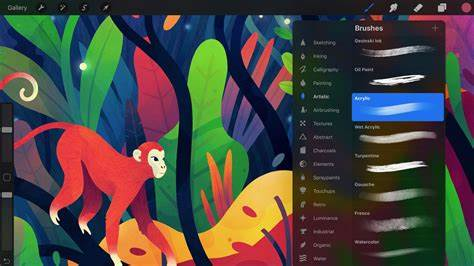 Gallery
Brushes
Sketching
Inking
Calligraphy
Painting
Artistic
Airbrushing
Textures
Abstract
Charcoals
Elements
Spraypaints
Touchups
Retro
Luminance
Industrial
Organic
Water
Oil Paint
Acrylic
Wet Acrylic
Turpentine
Gouache
Fresco
Watercolor